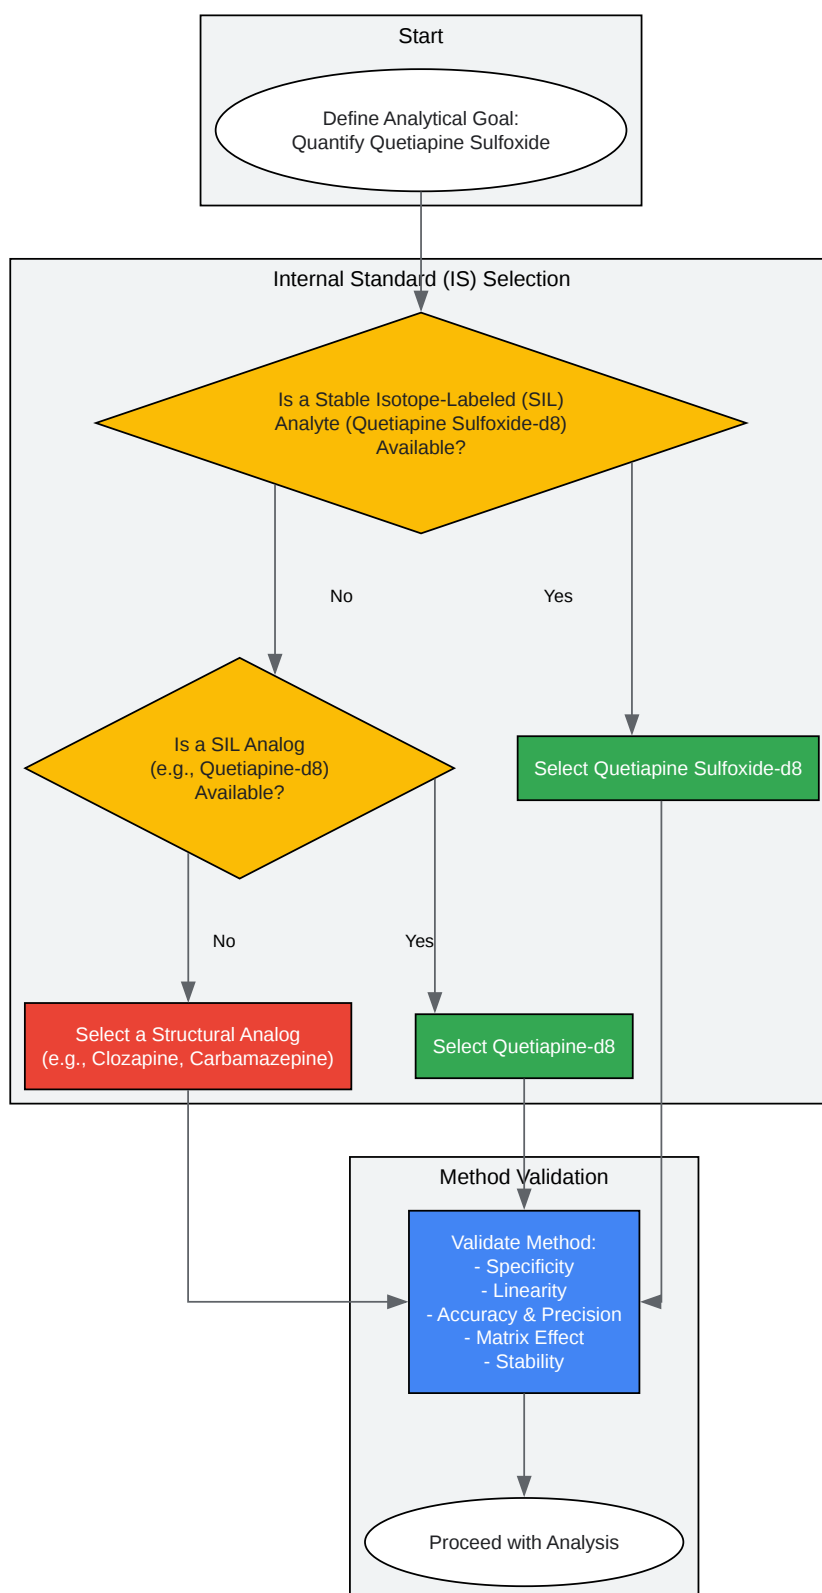 Start
Define Analytical Goal:
Quantify Quetiapine Sulfoxide
Internal Standard (IS) Selection
Is a Stable Isotope-Labeled (SIL)
Analyte (Quetiapine Sulfoxide-d8)
Available?
No
Yes
Is a SIL Analog
(e.g., Quetiapine-d8)
Available?
Select Quetiapine Sulfoxide-d8
No
Yes
Select a Structural Analog
(e.g., Clozapine, Carbamazepine)
Select Quetiapine-d8
Method Validation
Validate Method:
- Specificity
- Linearity
- Accuracy & Precision
- Matrix Effect
- Stability
Proceed with Analysis